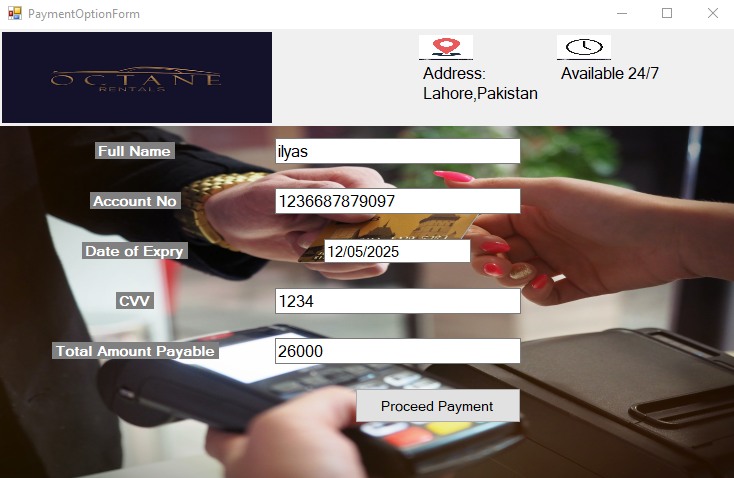 PaymentOptionForm
OCTANE
RENTALS
Address:
Lahore,Pakistan
Available 24/7
Full Name
ilyas
Account No
1236687879097
Date of Expry
12/05/2025
CVV
1234
Total Amount Payable
26000
Proceed Payment